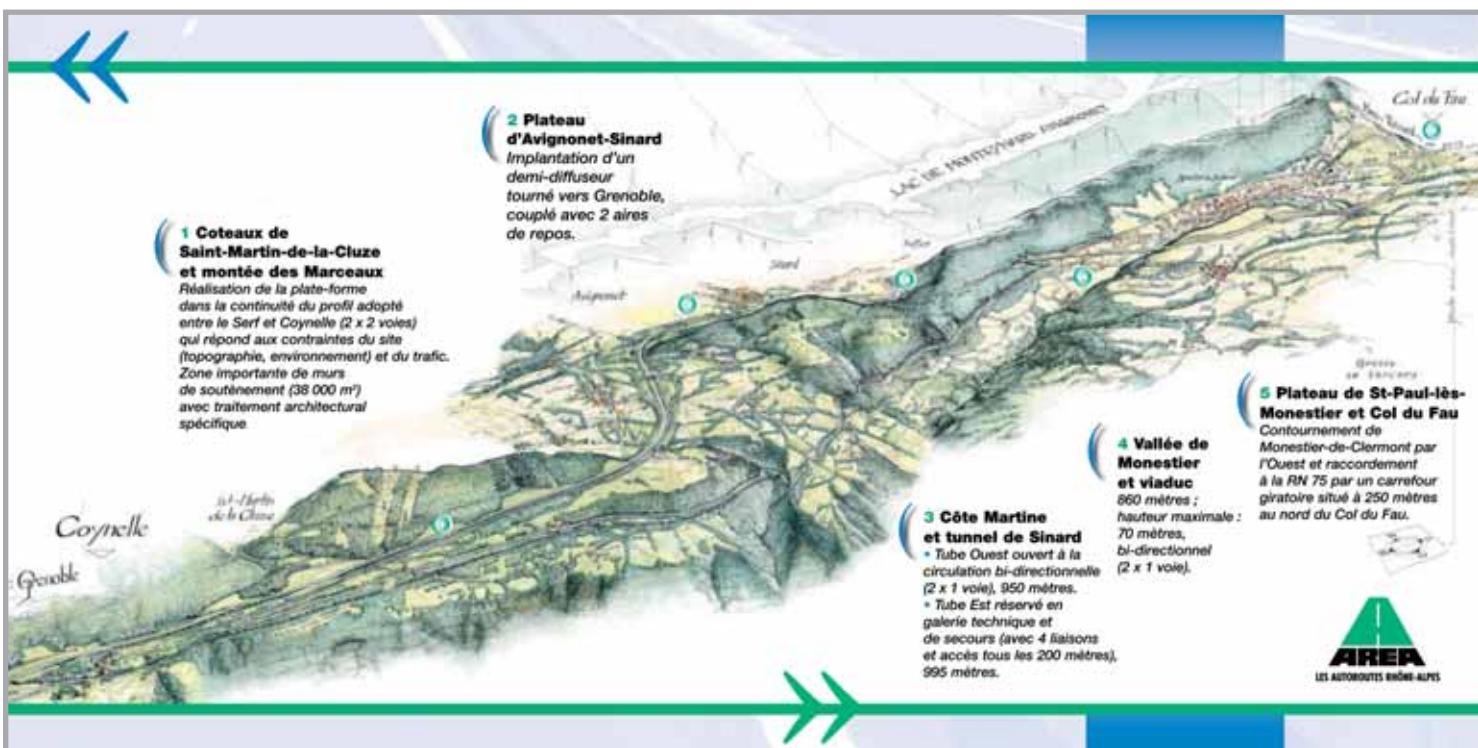 2 Plateau
d'Avignonet-Sinard
Implantation d'un
demi-diffuseur
tourné vers Grenoble,
couplé avec 2 aires
de repos.
1 Coteaux de
Saint-Martin-de-la-Cluze
et montée des Marceaux
Réalisation de la plate-forme
dans la continuité du profil adopté
entre le Serf et Coynelle (2 x 2 voies)
qui répond aux contraintes du site
(topographie, environnement) et du trafic.
Zone importante de murs
de soutènement (38 000 m²)
avec traitement architectural
spécifique
Col du Fau
LAC DE MONTEYNARD-AVIGNONET
Sinard
Avignonet
St-Martin
de la Cluze
Coynelle
Grenoble
5 Plateau de St-Paul-lès-
Monestier et Col du Fau
Contournement de
Monestier-de-Clermont par
l'Ouest et raccordement
à la RN 75 par un carrefour
giratoire situé à 250 mètres
au nord du Col du Fau.
4 Vallée de
Monestier
et viaduc
860 mètres ;
hauteur maximale :
70 mètres,
bi-directionnel
(2 x 1 voie).
3 Côte Martine
et tunnel de Sinard
• Tube Ouest ouvert à la
circulation bi-directionnelle
(2 x 1 voie), 950 mètres.
• Tube Est réservé en
galerie technique et
de secours (avec 4 liaisons
et accès tous les 200 mètres),
995 mètres.
AREA
LES AUTOROUTES RHÔNE-ALPES